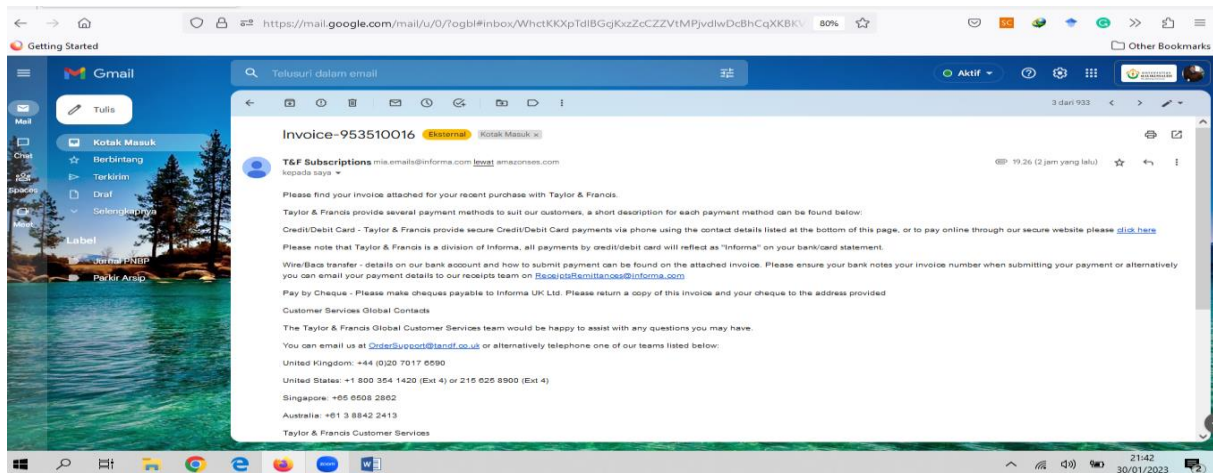 https://mail.google.com/mail/u/0/?ogbl#inbox/WhctKKXpTdlBGcjKxzZcCZZVtMPjvdlwDcBhCqXKBKV 80%
Getting Started
Other Bookmarks
Gmail
Telusuri dalam email
Aktif
Tulis
3 dari 933
Mail
Chat
Spaces
Meet
Kotak Masuk
Berbintang
Terkirim
Draf
Selengkapnya
Label
Jurnal PNBP
Parkir Arsip
Invoice-953510016 Eksternal Kotak Masuk ×
T&F Subscriptions mis.emails@informa.com lewat amazonses.com
19.26 (2 jam yang lalu)
kepada saya
Please find your invoice attached for your recent purchase with Taylor & Francis.
Taylor & Francis provide several payment methods to suit our customers, a short description for each payment method can be found below:
Credit/Debit Card - Taylor & Francis provide secure Credit/Debit Card payments via phone using the contact details listed at the bottom of this page, or to pay online through our secure website please click here
Please note that Taylor & Francis is a division of Informa, all payments by credit/debit card will reflect as "Informa" on your bank/card statement.
Wire/Bacs transfer - details on our bank account and how to submit payment can be found on the attached invoice. Please ensure your bank notes your invoice number when submitting your payment or alternatively
you can email your payment details to our receipts team on ReceiptsRemittances@informa.com
Pay by Cheque - Please make cheques payable to Informa UK Ltd. Please return a copy of this invoice and your cheque to the address provided
Customer Services Global Contacts
The Taylor & Francis Global Customer Services team would be happy to assist with any questions you may have.
You can email us at OrderSupport@tandf.co.uk or alternatively telephone one of our teams listed below:
United Kingdom: +44 (0)20 7017 6690
United States: +1 800 354 1420 (Ext 4) or 215 625 8900 (Ext 4)
Singapore: +65 6508 2862
Australia: +61 3 8842 2413
Taylor & Francis Customer Services
21:42
30/01/2023